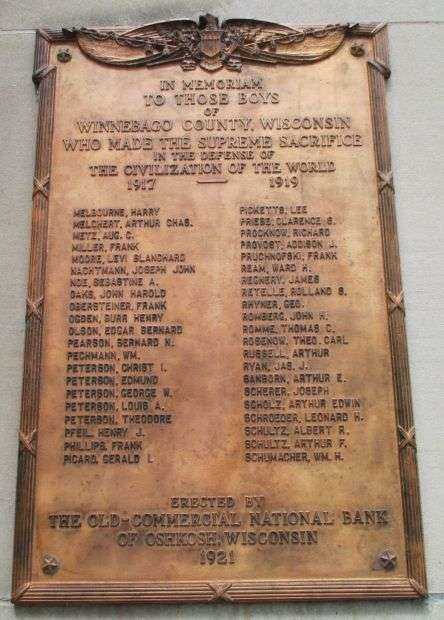 IN MEMORIAM
TO THOSE BOYS
OF
WINNEBAGO COUNTY, WISCONSIN
WHO MADE THE SUPREME SACRIFICE
IN THE DEFENSE OF
THE CIVILIZATION OF THE WORLD
1917 — 1919
MELBOURNE, HARRY
MELCHERT, ARTHUR CHAS.
METZ, AUG. C.
MILLER, FRANK
MOORE, LEVI BLANCHARD
NACHTMANN, JOSEPH JOHN
NOE, SEBASTINE A.
OAKS, JOHN HAROLD
OBERSTEINER, FRANK
OGDEN, BURR HENRY
OLSON, EDGAR BERNARD
PEARSON, BERNARD N.
PECHMANN, WM.
PETERSON, CHRIST I.
PETERSON, EDMUND
PETERSON, GEORGE W.
PETERSON, LOUIS A.
PETERSON, THEODORE
PFEIL, HENRY J.
PHILLIPS, FRANK
PICARD, GERALD L.
PICKETTS, LEE
PRIEBE, CLARENCE G.
PROCKNOW, RICHARD
PROVOST, ADDISON J.
PRUCHNOFSKI, FRANK
REAM, WARD H.
REGNERY, JAMES
RETELLE, ROLLAND S.
RHYNER, GEO.
ROMBERG, JOHN H.
ROMME, THOMAS C.
ROSENOW, THEO. CARL
RUSSELL, ARTHUR
RYAN, JAS. J.
SANBORN, ARTHUR E.
SCHERER, JOSEPH
SCHOLZ, ARTHUR EDWIN
SCHROEDER, LEONARD H.
SCHULTZ, ALBERT R.
SCHULTZ, ARTHUR F.
SCHUMACHER, WM. H.
ERECTED BY
THE OLD-COMMERCIAL NATIONAL BANK
OF OSHKOSH, WISCONSIN
1921